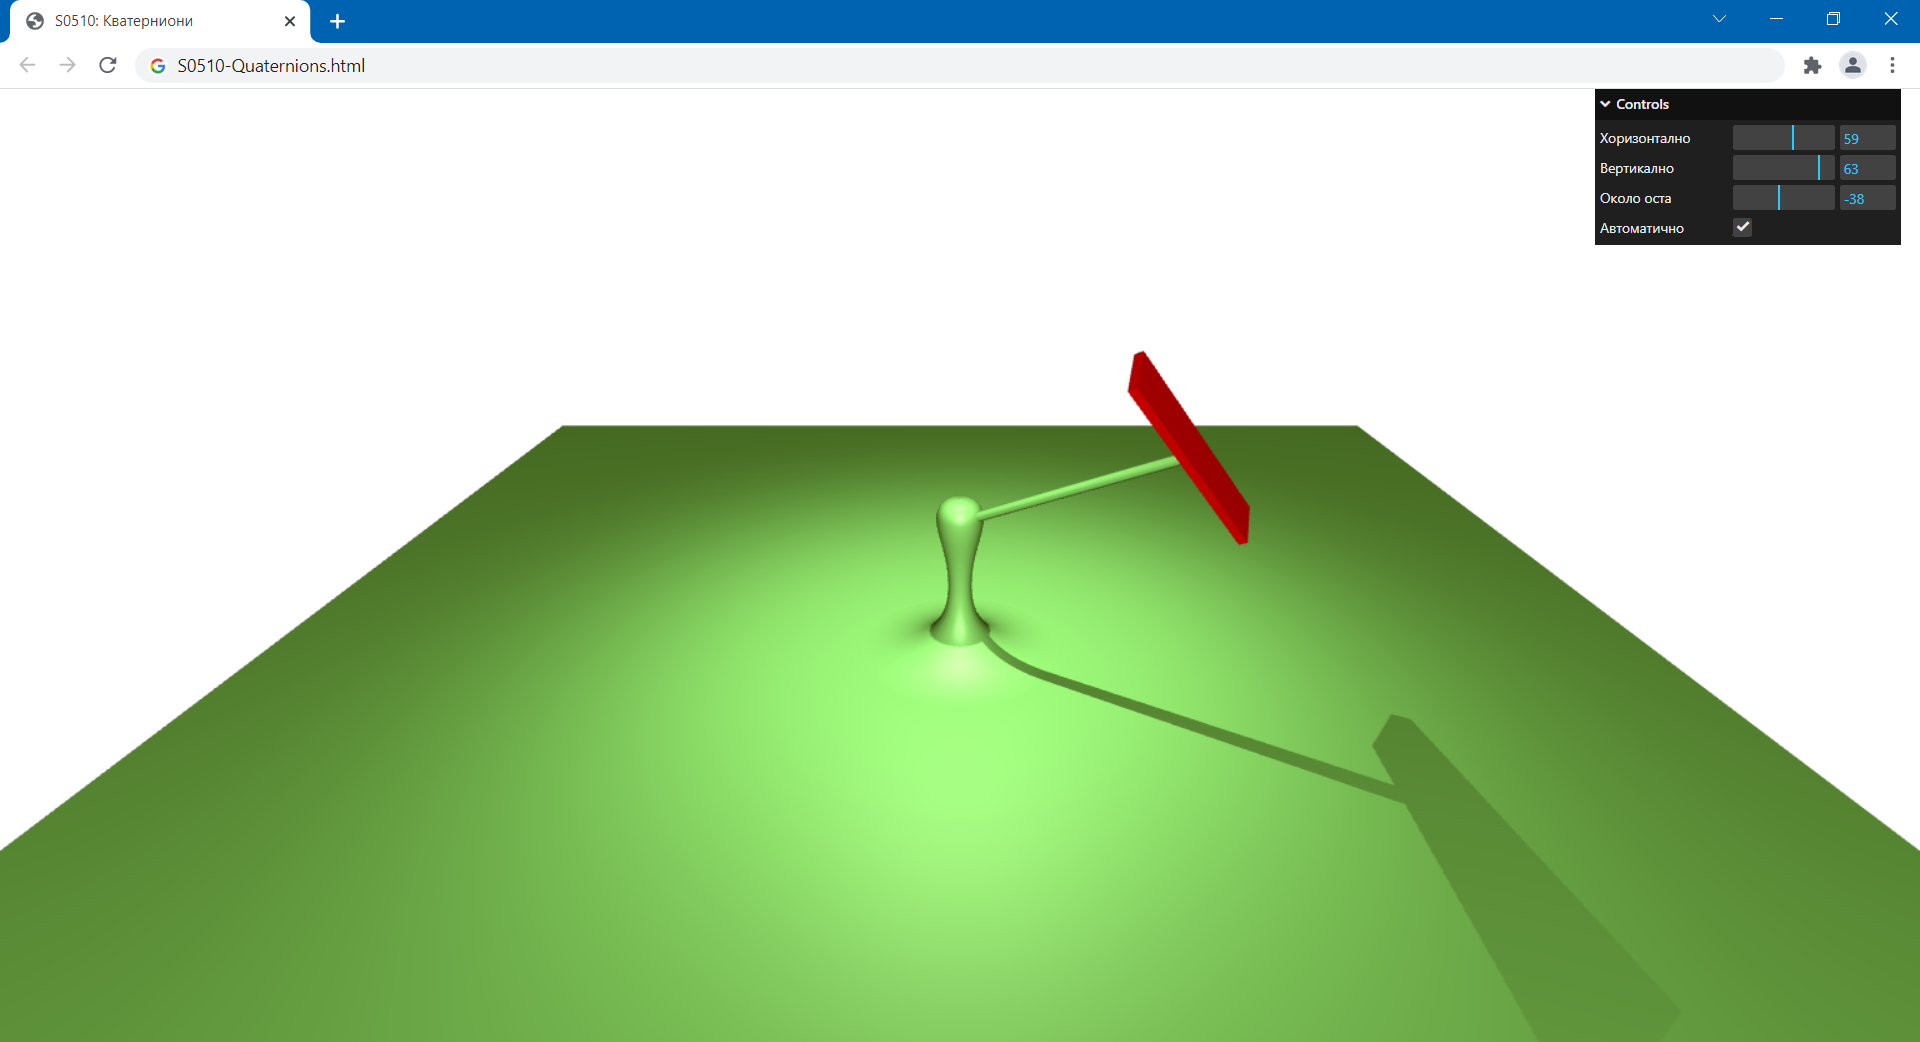 S0510: Кватерниони
S0510-Quaternions.html
Controls
Хоризонтално 59
Вертикално 63
Около оста -38
Автоматично